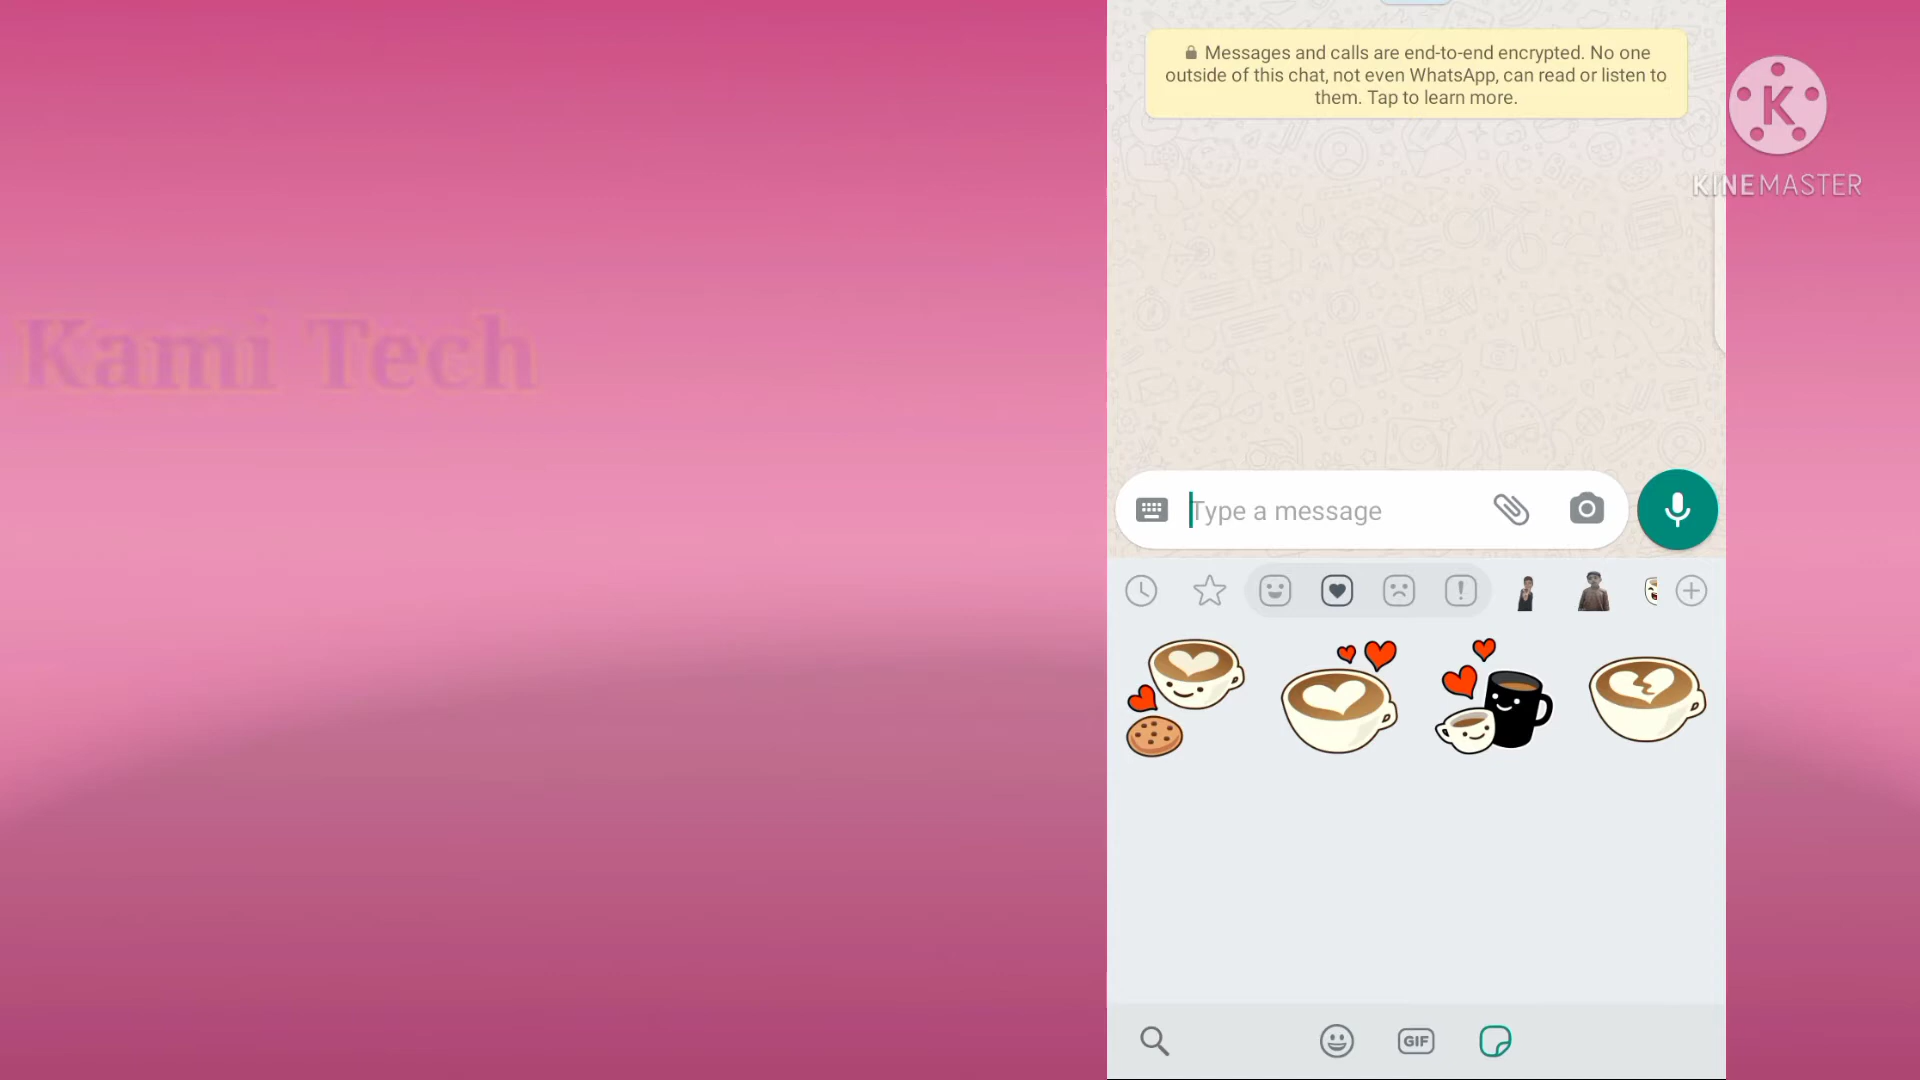 Messages and calls are end-to-end encrypted. No one
outside of this chat, not even WhatsApp, can read or listen to
them. Tap to learn more.
K
KINEMASTER
Kami Tech
Type a message
GIF